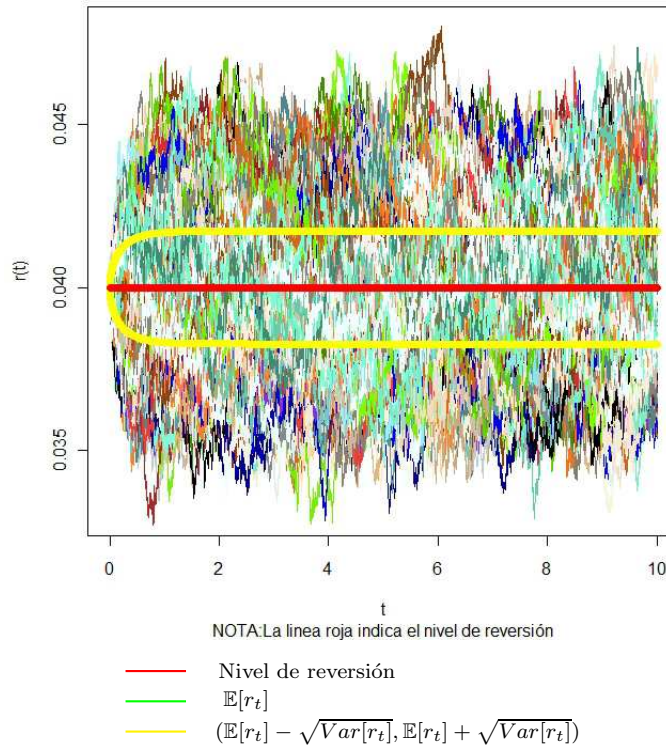 0.045
0.040
0.035
r(t)
0 2 4 6 8 10
t
NOTA:La linea roja indica el nivel de reversión
Nivel de reversión
𝔼[r_t]
(𝔼[r_t] − √Var[r_t], 𝔼[r_t] + √Var[r_t])